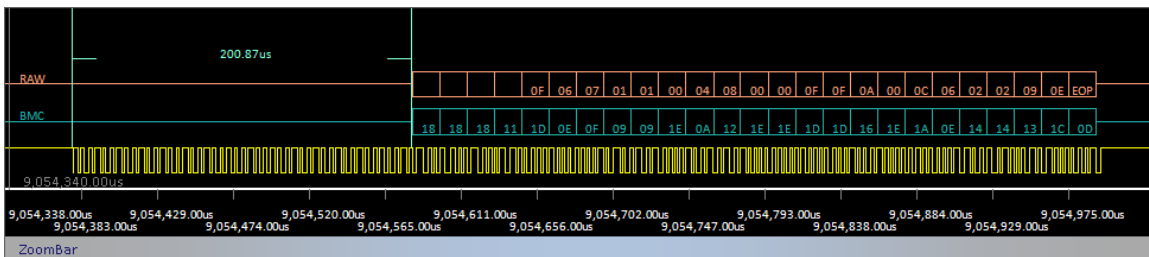 200.87us
RAW 0F 06 07 01 01 00 04 08 00 00 0F 0F 0A 00 0C 06 02 02 09 0E EOP
BMC 18 18 18 11 1D 0E 0F 09 09 1E 0A 12 1E 1E 1D 1D 16 1E 1A 0E 14 14 13 1C 0D
9,054,340.00us
9,054,338.00us 9,054,429.00us 9,054,520.00us 9,054,611.00us 9,054,702.00us 9,054,793.00us 9,054,884.00us 9,054,975.00us
9,054,383.00us 9,054,474.00us 9,054,565.00us 9,054,656.00us 9,054,747.00us 9,054,838.00us 9,054,929.00us
ZoomBar